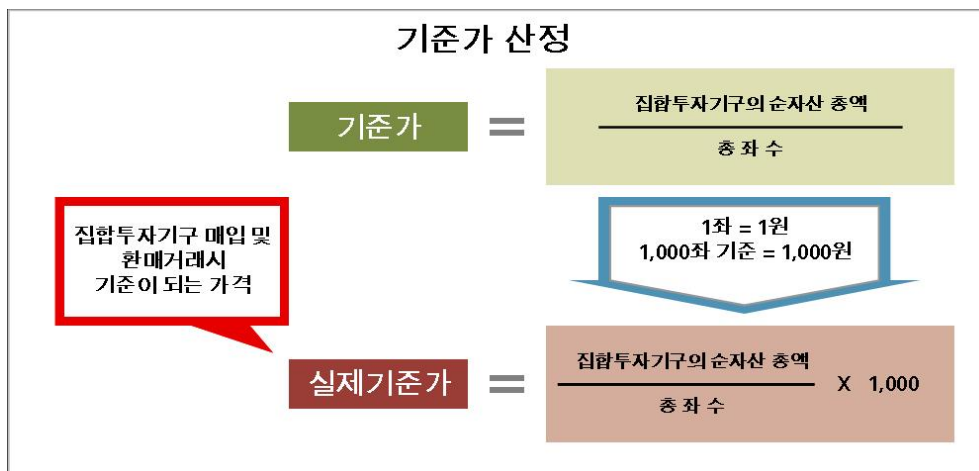 기준가 산정
기준가 = 집합투자기구의 순자산 총액
총 좌 수
집합투자기구 매입 및
환매거래시
기준이 되는 가격
1좌 = 1원
1,000좌 기준 = 1,000원
실제기준가 = 집합투자기구의 순자산 총액
총 좌 수
X 1,000